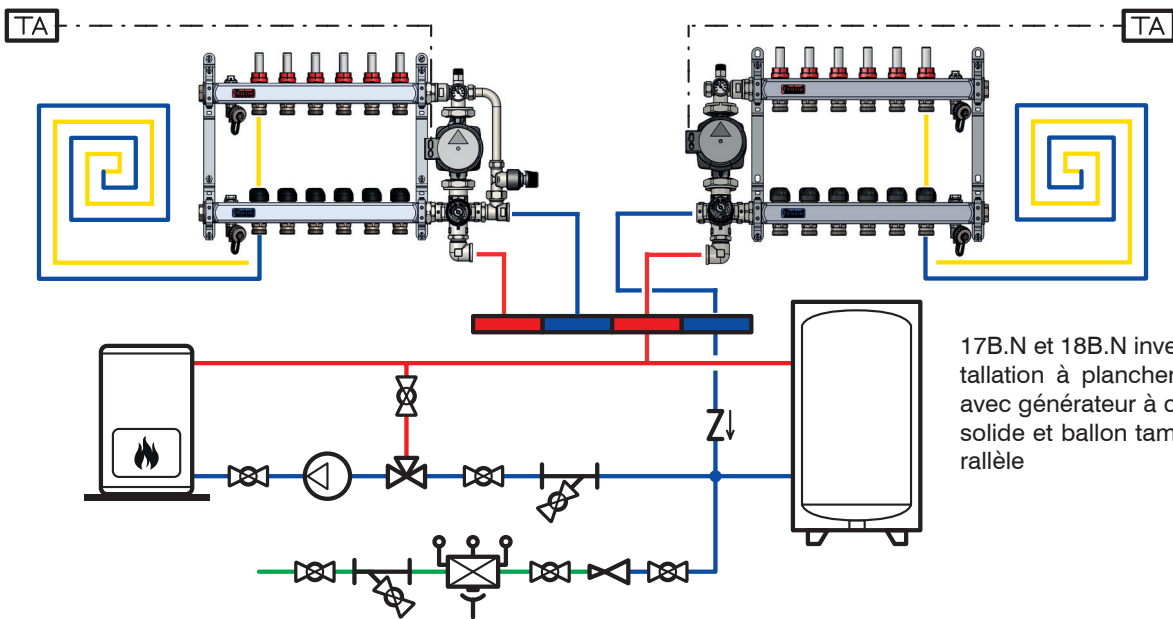 TA
TA
17B.N et 18B.N inve
tallation à plancher
avec générateur à c
solide et ballon tam
rallèle